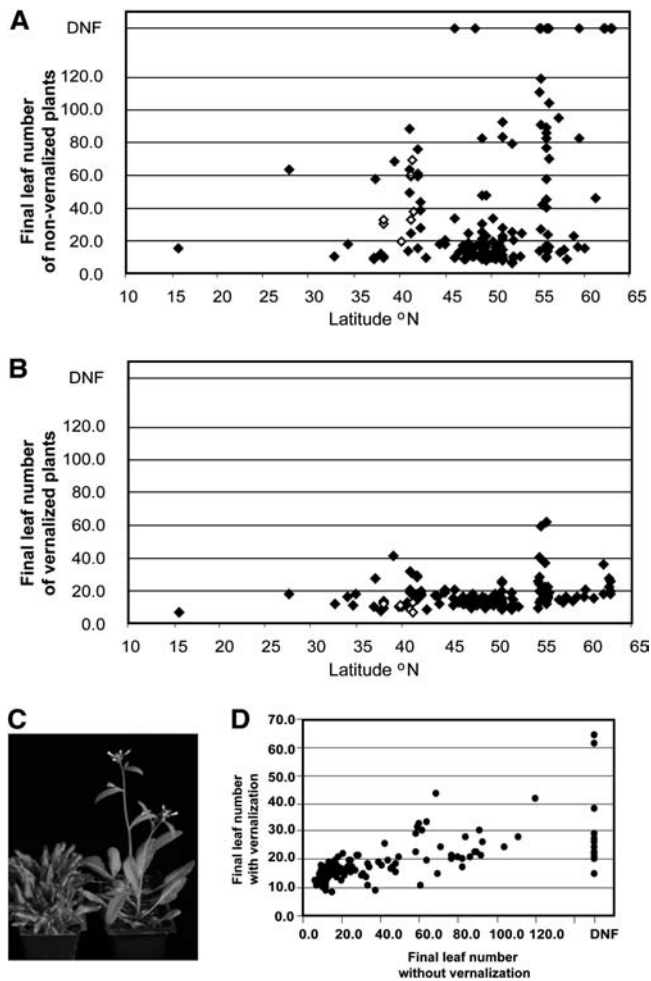 A
DNF
120.0
100.0
80.0
60.0
40.0
20.0
0.0
Final leaf number
of non-vernalized plants
10 15 20 25 30 35 40 45 50 55 60 65
Latitude °N
B
DNF
120.0
100.0
80.0
60.0
40.0
20.0
0.0
Final leaf number
of vernalized plants
10 15 20 25 30 35 40 45 50 55 60 65
Latitude °N
C
D
70.0
60.0
50.0
40.0
30.0
20.0
10.0
0.0
Final leaf number
with vernalization
0.0 20.0 40.0 60.0 80.0 100.0 120.0 DNF
Final leaf number
without vernalization